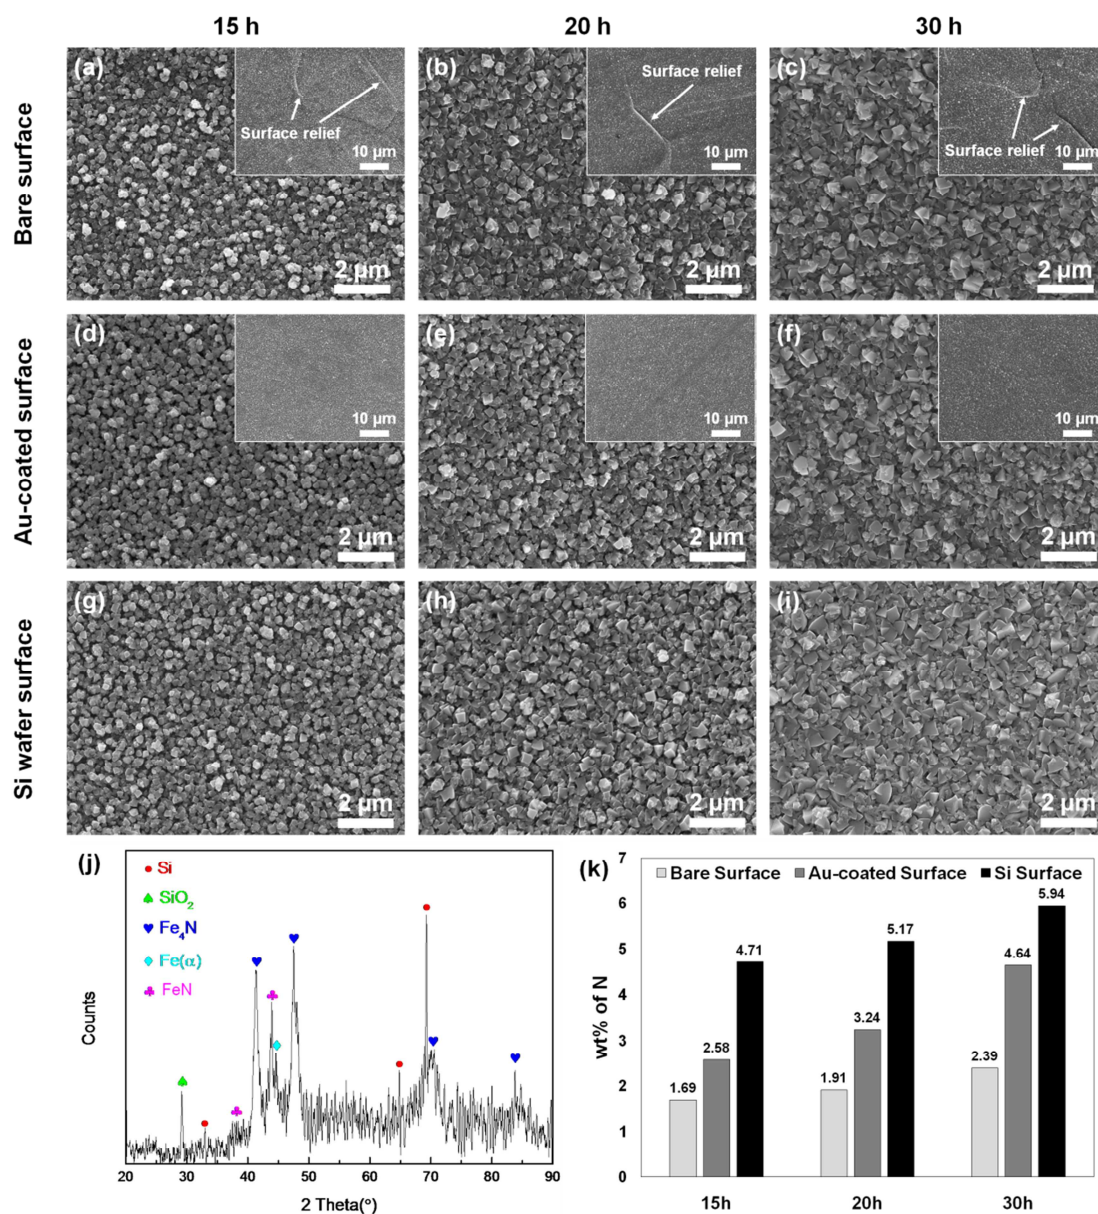 15 h 20 h 30 h
Bare surface
(a) Surface relief 10 μm 2 μm
(b) Surface relief 10 μm 2 μm
(c) Surface relief 10 μm 2 μm
Au-coated surface
(d) 10 μm 2 μm
(e) 10 μm 2 μm
(f) 10 μm 2 μm
Si wafer surface
(g) 2 μm
(h) 2 μm
(i) 2 μm
(j)
Si
SiO₂
Fe₄N
Fe(α)
FeN
Counts
20 30 40 50 60 70 80 90
2 Theta(°)
(k)
Bare Surface Au-coated Surface Si Surface
wt% of N
7
6
5
4
3
2
1
0
1.69 2.58 4.71
1.91 3.24 5.17
2.39 4.64 5.94
15h 20h 30h